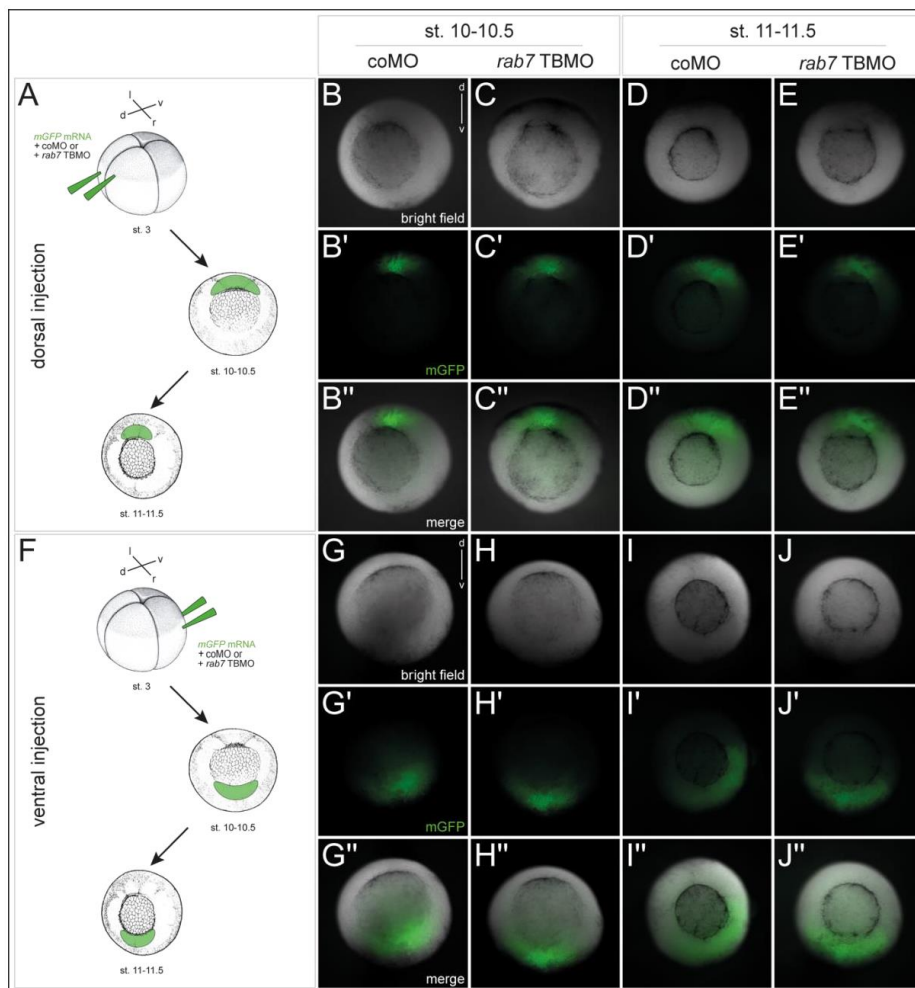 st. 10-10.5
st. 11-11.5
coMO
rab7 TBMO
coMO
rab7 TBMO
A
l
v
d
r
mGFP mRNA
+ coMO or
+ rab7 TBMO
st. 3
st. 10-10.5
st. 11-11.5
dorsal injection
B
d
v
bright field
C
D
E
B'
mGFP
C'
D'
E'
B"
merge
C"
D"
E"
F
l
v
d
r
mGFP mRNA
+ coMO or
+ rab7 TBMO
st. 3
st. 10-10.5
st. 11-11.5
ventral injection
G
d
v
bright field
H
I
J
G'
mGFP
H'
I'
J'
G"
merge
H"
I"
J"